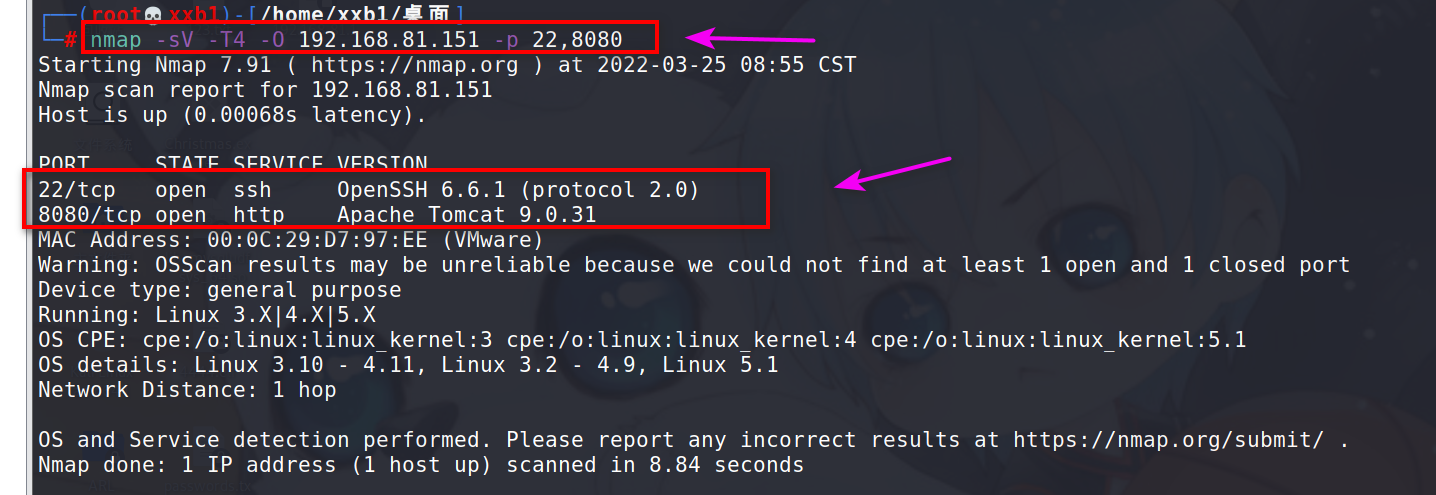 ┌──(root💀xxb1)-[/home/xxb1/桌面]
└─# nmap -sV -T4 -O 192.168.81.151 -p 22,8080
Starting Nmap 7.91 ( https://nmap.org ) at 2022-03-25 08:55 CST
Nmap scan report for 192.168.81.151
Host is up (0.00068s latency).
PORT     STATE SERVICE VERSION
22/tcp   open  ssh     OpenSSH 6.6.1 (protocol 2.0)
8080/tcp open  http    Apache Tomcat 9.0.31
MAC Address: 00:0C:29:D7:97:EE (VMware)
Warning: OSScan results may be unreliable because we could not find at least 1 open and 1 closed port
Device type: general purpose
Running: Linux 3.X|4.X|5.X
OS CPE: cpe:/o:linux:linux_kernel:3 cpe:/o:linux:linux_kernel:4 cpe:/o:linux:linux_kernel:5.1
OS details: Linux 3.10 - 4.11, Linux 3.2 - 4.9, Linux 5.1
Network Distance: 1 hop
OS and Service detection performed. Please report any incorrect results at https://nmap.org/submit/ .
Nmap done: 1 IP address (1 host up) scanned in 8.84 seconds